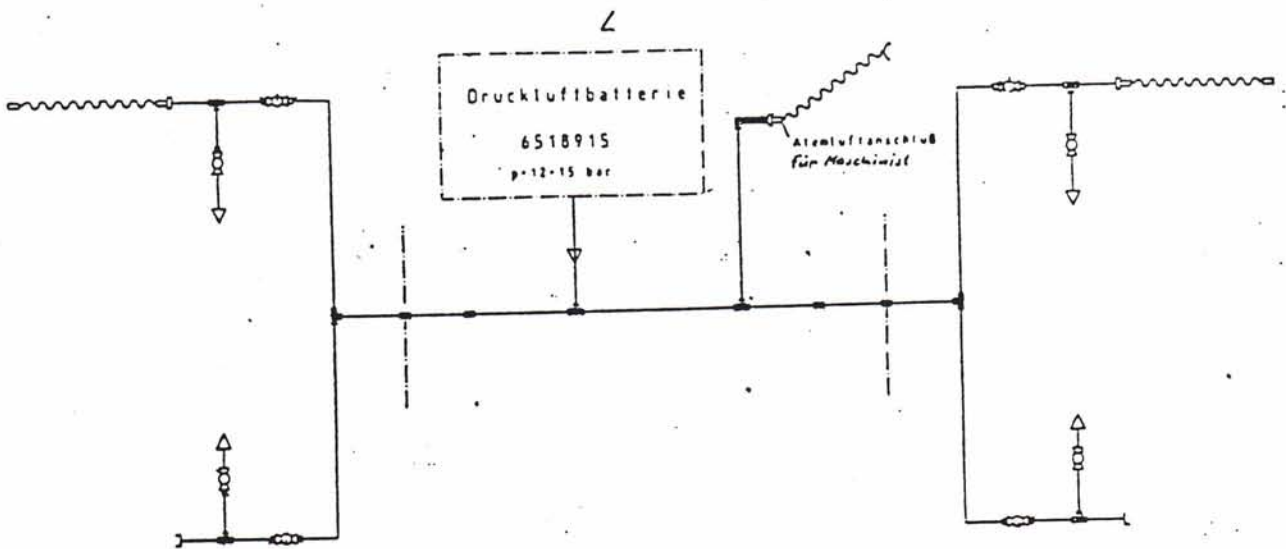 Druckluftbatterie
6518915
p=12-15 bar
Atemluftanschluß
für Maschinist